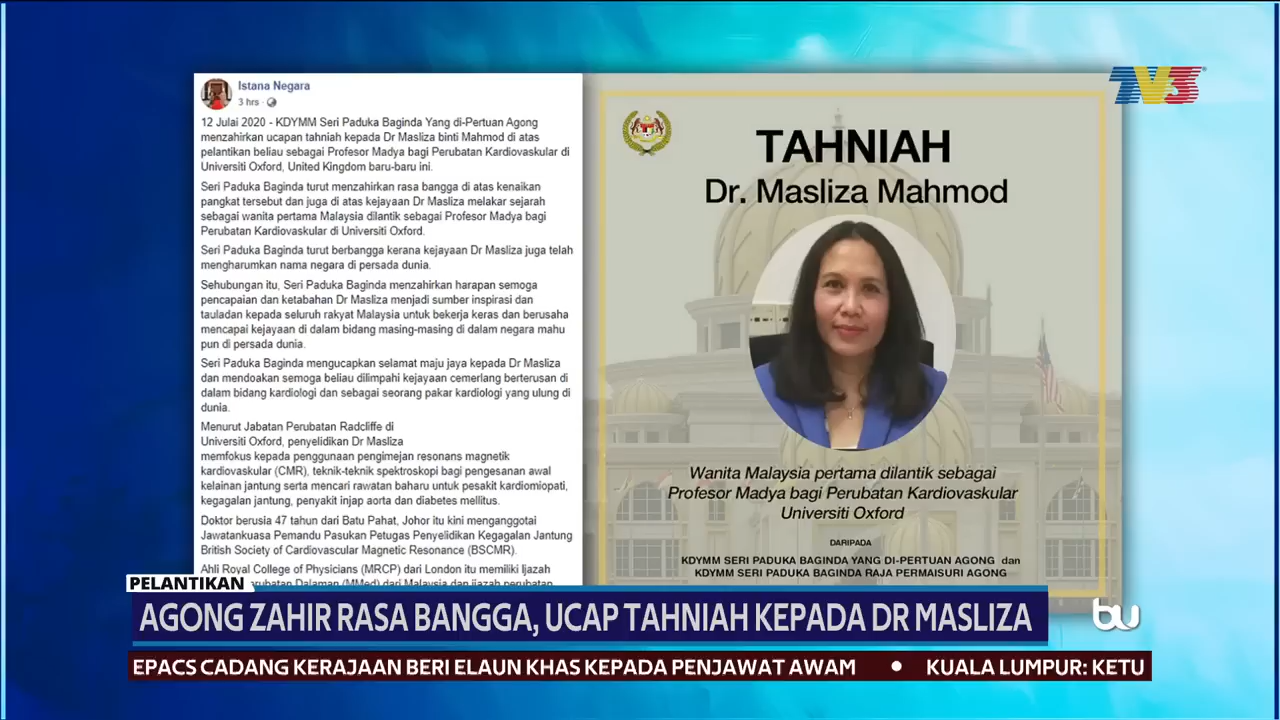 Istana Negara
3 hrs ·
12 Julai 2020 - KDYMM Seri Paduka Baginda Yang di-Pertuan Agong
menzahirkan ucapan tahniah kepada Dr Masliza binti Mahmod di atas
pelantikan beliau sebagai Profesor Madya bagi Perubatan Kardiovaskular di
Universiti Oxford, United Kingdom baru-baru ini.
Seri Paduka Baginda turut menzahirkan rasa bangga di atas kenaikan
pangkat tersebut dan juga di atas kejayaan Dr Masliza melakar sejarah
sebagai wanita pertama Malaysia dilantik sebagai Profesor Madya bagi
Perubatan Kardiovaskular di Universiti Oxford.
Seri Paduka Baginda turut berbangga kerana kejayaan Dr Masliza juga telah
mengharumkan nama negara di persada dunia.
Sehubungan itu, Seri Paduka Baginda menzahirkan harapan semoga
pencapaian dan ketabahan Dr Masliza menjadi sumber inspirasi dan
tauladan kepada seluruh rakyat Malaysia untuk bekerja keras dan berusaha
mencapai kejayaan di dalam bidang masing-masing di dalam negara mahu
pun di persada dunia.
Seri Paduka Baginda mengucapkan selamat maju jaya kepada Dr Masliza
dan mendoakan semoga beliau dilimpahi kejayaan cemerlang berterusan di
dalam bidang kardiologi dan sebagai seorang pakar kardiologi yang ulung di
dunia.
Menurut Jabatan Perubatan Radcliffe di
Universiti Oxford, penyelidikan Dr Masliza
memfokus kepada penggunaan pengimejan resonans magnetik
kardiovaskular (CMR), teknik-teknik spektroskopi bagi pengesanan awal
kelainan jantung serta mencari rawatan baharu untuk pesakit kardiomiopati,
kegagalan jantung, penyakit injap aorta dan diabetes mellitus.
Doktor berusia 47 tahun dari Batu Pahat, Johor itu kini menganggotai
Jawatankuasa Pemandu Pasukan Petugas Penyelidikan Kegagalan Jantung
British Society of Cardiovascular Magnetic Resonance (BSCMR).
Ahli Royal College of Physicians (MRCP) dari London itu memiliki Ijazah
Dalaman (MMed) dari Malaysia dan ijazah perubatan
TV3
TAHNIAH
Dr. Masliza Mahmod
Wanita Malaysia pertama dilantik sebagai
Profesor Madya bagi Perubatan Kardiovaskular
Universiti Oxford
DARIPADA
KDYMM SERI PADUKA BAGINDA YANG DI-PERTUAN AGONG dan
KDYMM SERI PADUKA BAGINDA RAJA PERMAISURI AGONG
PELANTIKAN
AGONG ZAHIR RASA BANGGA, UCAP TAHNIAH KEPADA DR MASLIZA
bu
EPACS CADANG KERAJAAN BERI ELAUN KHAS KEPADA PENJAWAT AWAM • KUALA LUMPUR: KETU